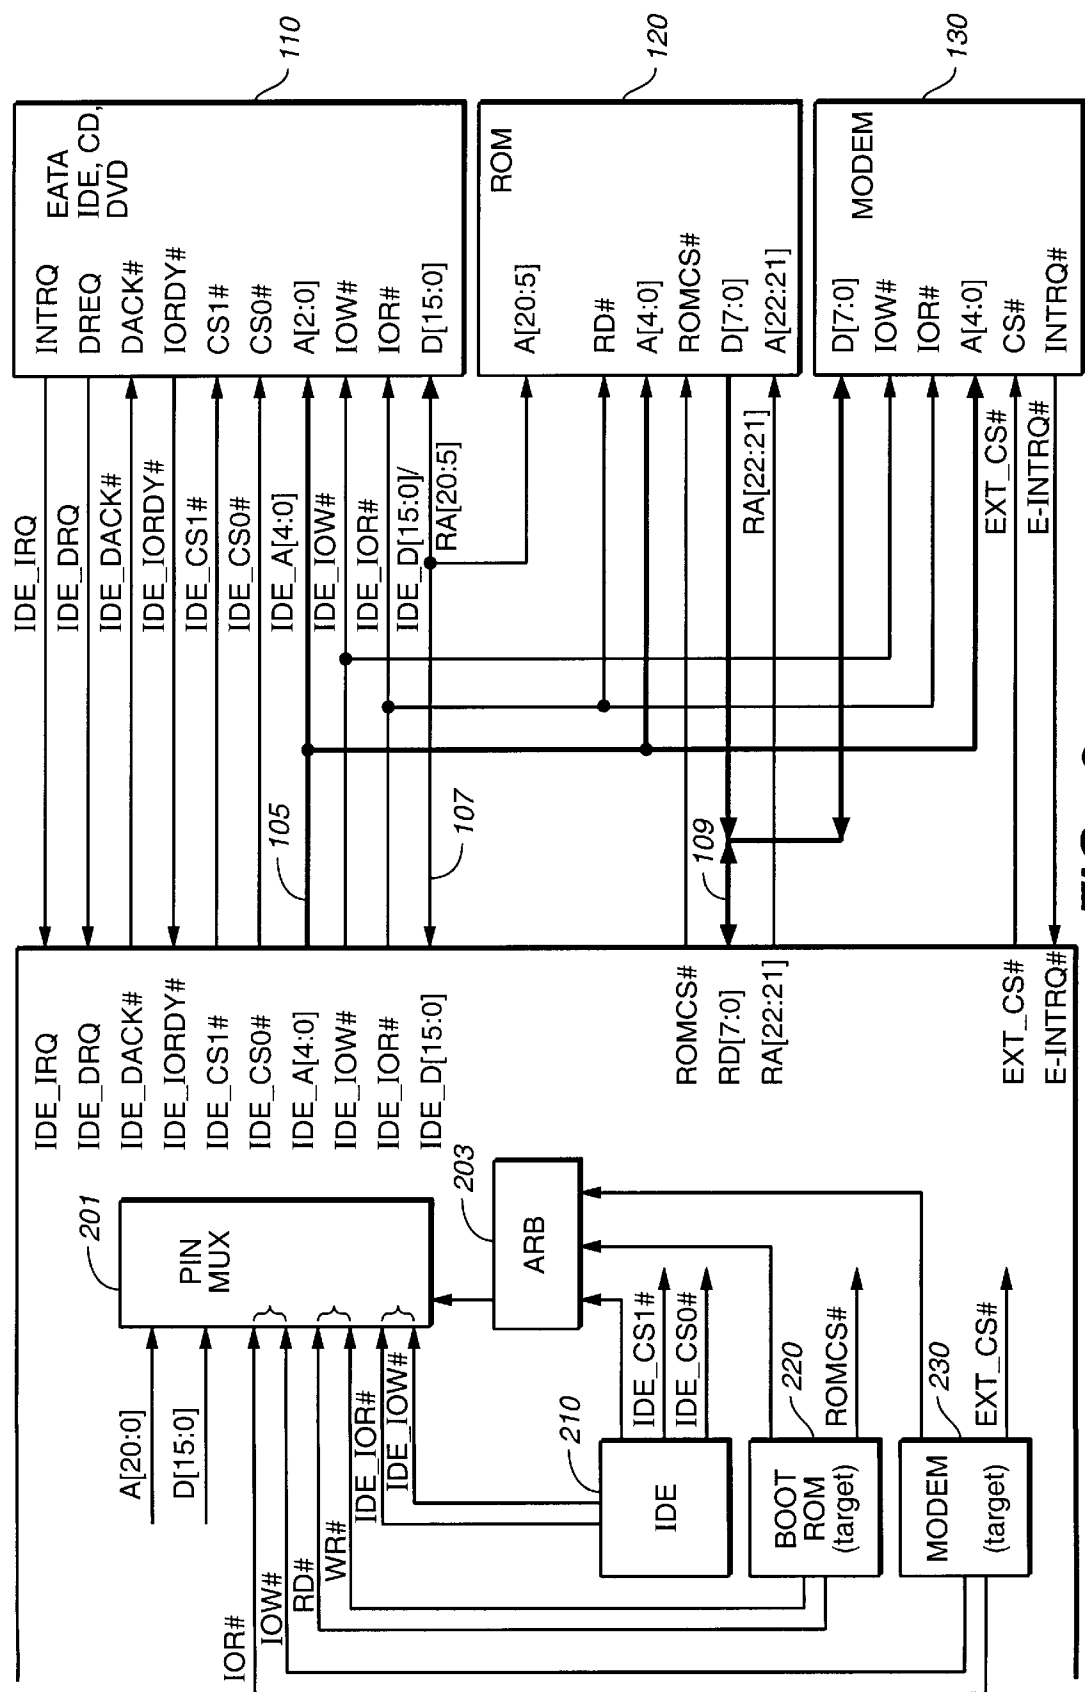 IOR#
IOW#
RD#
WR#
IDE_IOR#
IDE_IOW#
A[20:0]
D[15:0]
PIN
MUX
201
ARB
203
IDE
210
IDE_CS1#
IDE_CS0#
BOOT
ROM
(target)
220
ROMCS#
MODEM
(target)
230
EXT_CS#
IDE_IRQ
IDE_DRQ
IDE_DACK#
IDE_IORDY#
IDE_CS1#
IDE_CS0#
IDE_A[4:0]
IDE_IOW#
IDE_IOR#
IDE_D[15:0]
ROMCS#
RD[7:0]
RA[22:21]
EXT_CS#
E-INTRQ#
105
107
109
IDE_IRQ
IDE_DRQ
IDE_DACK#
IDE_IORDY#
IDE_CS1#
IDE_CS0#
IDE_A[4:0]
IDE_IOW#
IDE_IOR#
IDE_D[15:0]/
RA[20:5]
RA[22:21]
EXT_CS#
E-INTRQ#
INTRQ
DREQ
DACK#
IORDY#
CS1#
CS0#
A[2:0]
IOW#
IOR#
D[15:0]
EATA
IDE, CD,
DVD
110
A[20:5]
RD#
A[4:0]
ROMCS#
D[7:0]
A[22:21]
ROM
120
D[7:0]
IOW#
IOR#
A[4:0]
CS#
INTRQ#
MODEM
130